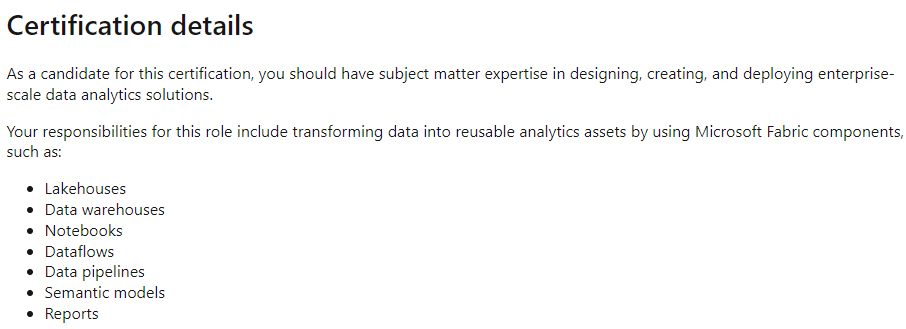 Certification details
As a candidate for this certification, you should have subject matter expertise in designing, creating, and deploying enterprise-
scale data analytics solutions.
Your responsibilities for this role include transforming data into reusable analytics assets by using Microsoft Fabric components,
such as:
• Lakehouses
• Data warehouses
• Notebooks
• Dataflows
• Data pipelines
• Semantic models
• Reports